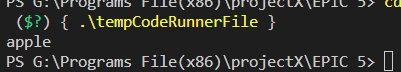 PS G:\Programs File(x86)\projectX\EPIC 5> cd
($?) { .\tempCodeRunnerFile }
apple
PS G:\Programs File(x86)\projectX\EPIC 5>